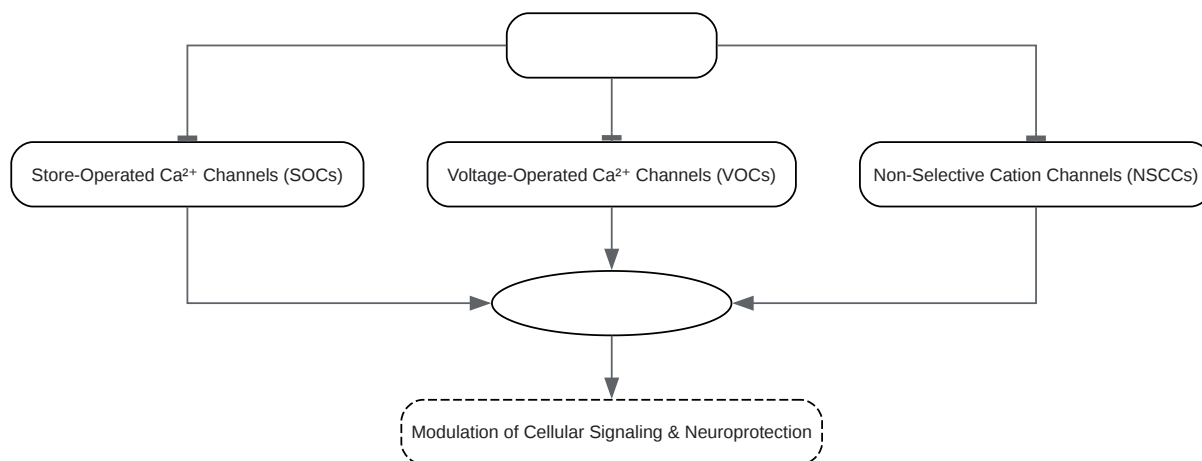 Store-Operated Ca²⁺ Channels (SOCs)
Voltage-Operated Ca²⁺ Channels (VOCs)
Non-Selective Cation Channels (NSCCs)
Modulation of Cellular Signaling & Neuroprotection